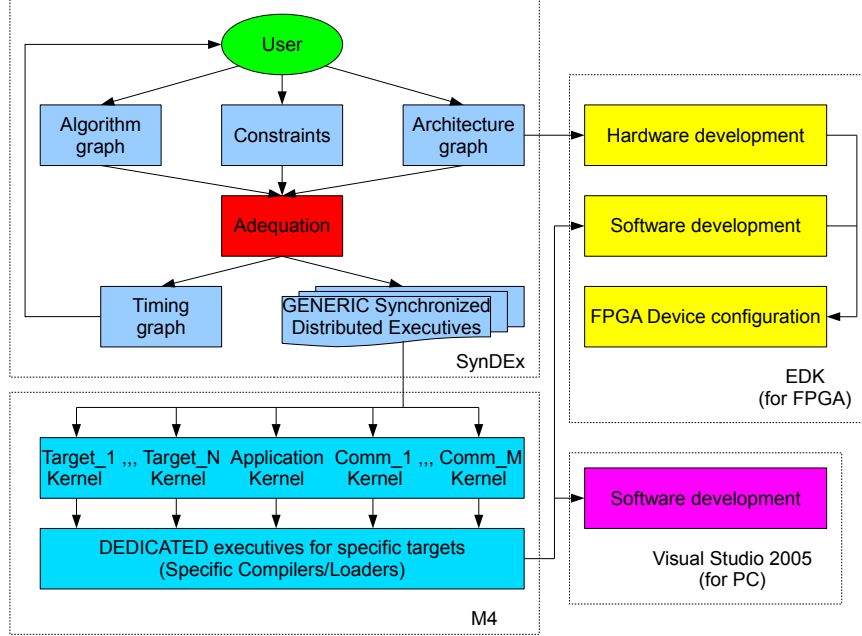 User
Algorithm
graph
Constraints
Architecture
graph
Hardware development
Adequation
Software development
Timing
graph
GENERIC Synchronized
Distributed Executives
FPGA Device configuration
SynDEx
EDK
(for FPGA)
Target_1 ,,, Target_N Application Comm_1 ,,, Comm_M
Kernel Kernel Kernel Kernel Kernel
Software development
DEDICATED executives for specific targets
(Specific Compilers/Loaders)
Visual Studio 2005
(for PC)
M4